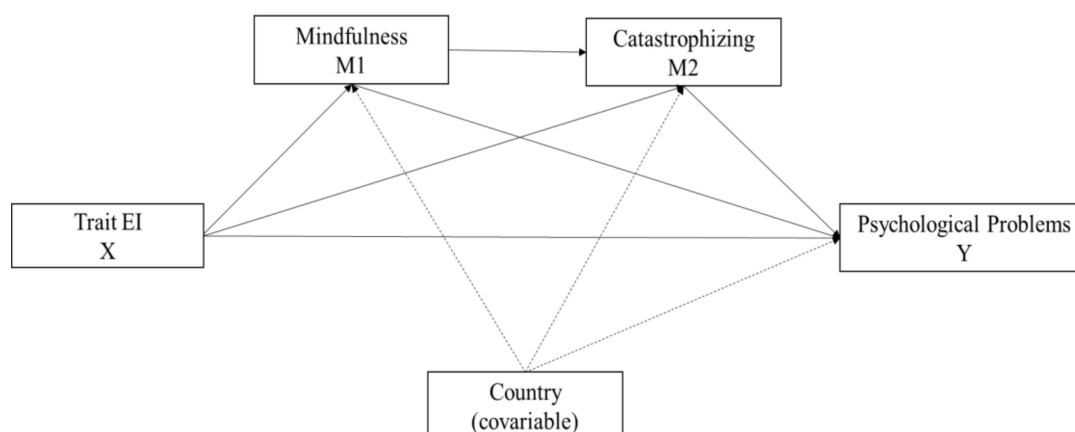 Mindfulness
M1
Catastrophizing
M2
Trait EI
X
Psychological Problems
Y
Country
(covariable)